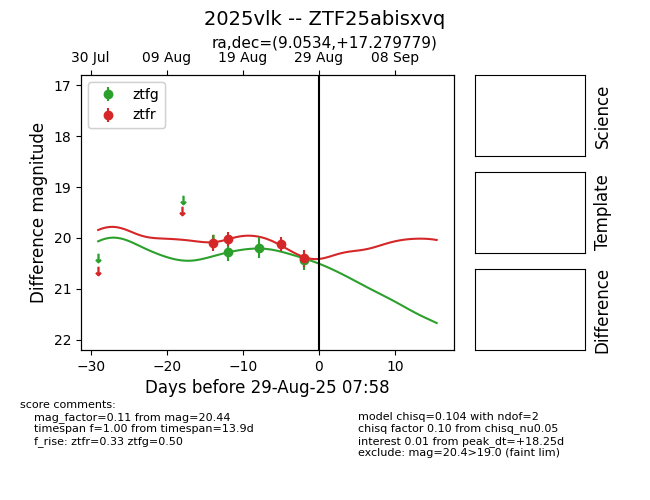 2025vlk -- ZTF25abisxvq
ra,dec=(9.0534,+17.279779)
30 Jul 09 Aug 19 Aug 29 Aug 08 Sep
ztfg
ztfr
17
18
19
20
21
22
Difference magnitude
−30 −20 −10 0 10
Days before 29-Aug-25 07:58
Science
Template
Difference
score comments:
mag_factor=0.11 from mag=20.44
timespan f=1.00 from timespan=13.9d
f_rise: ztfr=0.33 ztfg=0.50
model chisq=0.104 with ndof=2
chisq factor 0.10 from chisq_nu0.05
interest 0.01 from peak_dt=+18.25d
exclude: mag=20.4>19.0 (faint lim)